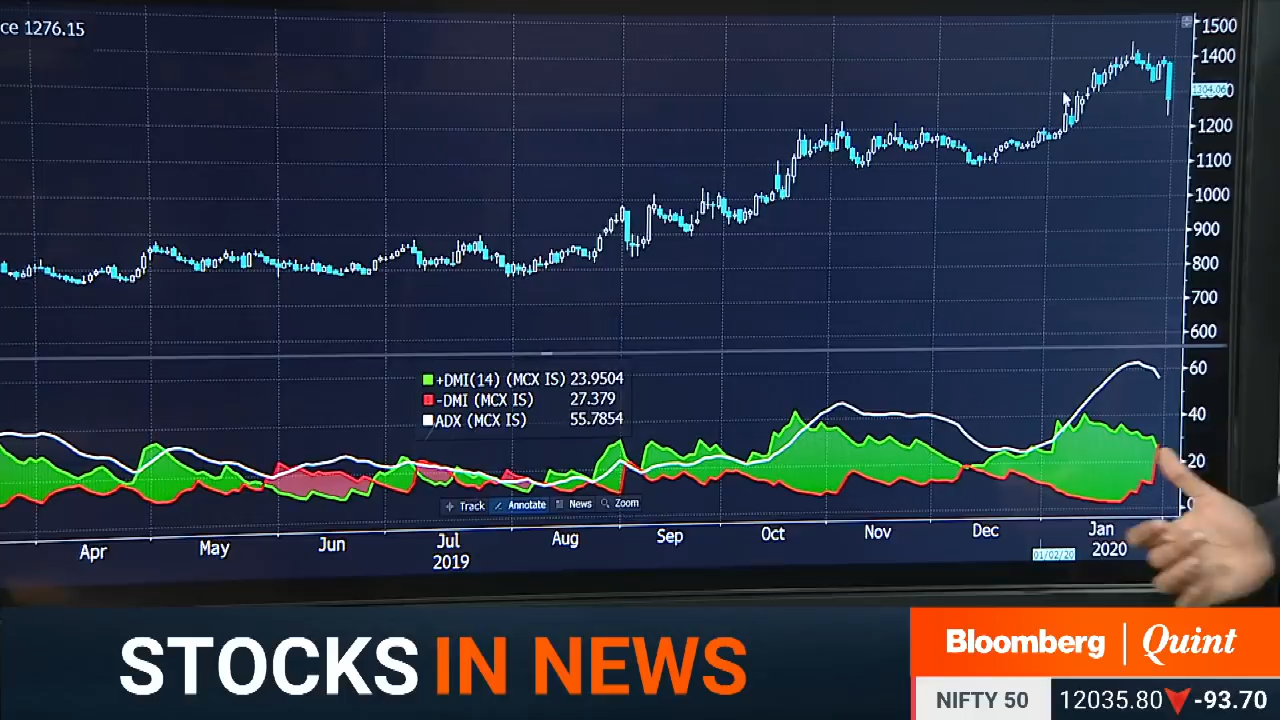 ce 1276.15
1500
1400
1304.06
1200
1100
1000
900
800
700
600
60
40
20
0
+DMI(14) (MCX IS) 23.9504
-DMI (MCX IS) 27.379
ADX (MCX IS) 55.7854
Track Annotate News Zoom
Apr May Jun Jul Aug Sep Oct Nov Dec Jan
2019 01/02/20 2020
STOCKS IN NEWS
Bloomberg | Quint
NIFTY 50 12035.80 -93.70